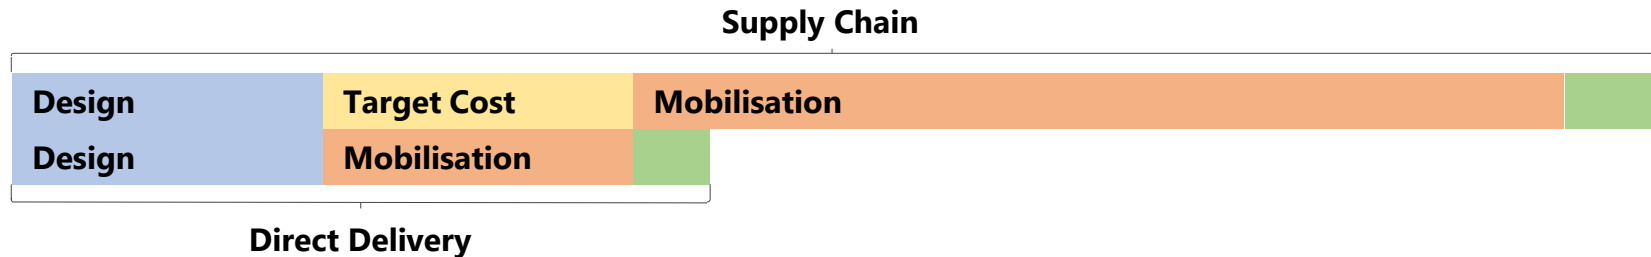 Supply Chain
Design Target Cost Mobilisation
Design Mobilisation
Direct Delivery